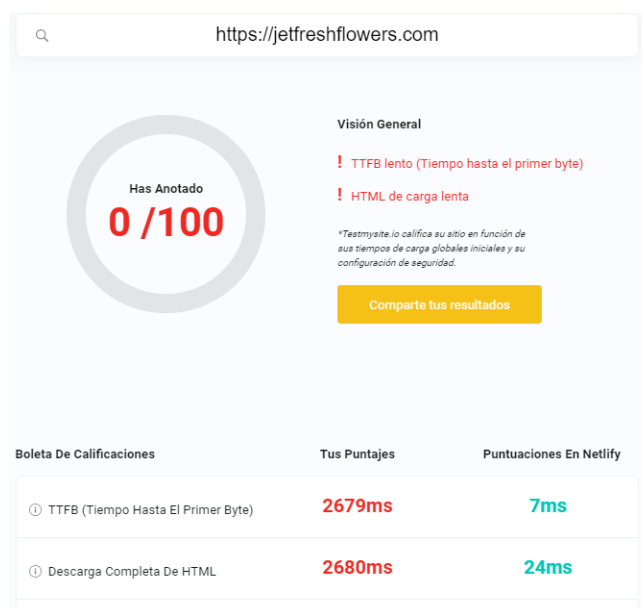 https://jetfreshflowers.com
Visión General
! TTFB lento (Tiempo hasta el primer byte)
! HTML de carga lenta
Has Anotado
0 /100
*Testmysite.io califica su sitio en función de
sus tiempos de carga globales iniciales y su
configuración de seguridad.
Comparte tus resultados
Boleta De Calificaciones Tus Puntajes Puntuaciones En Netlify
TTFB (Tiempo Hasta El Primer Byte) 2679ms 7ms
Descarga Completa De HTML 2680ms 24ms